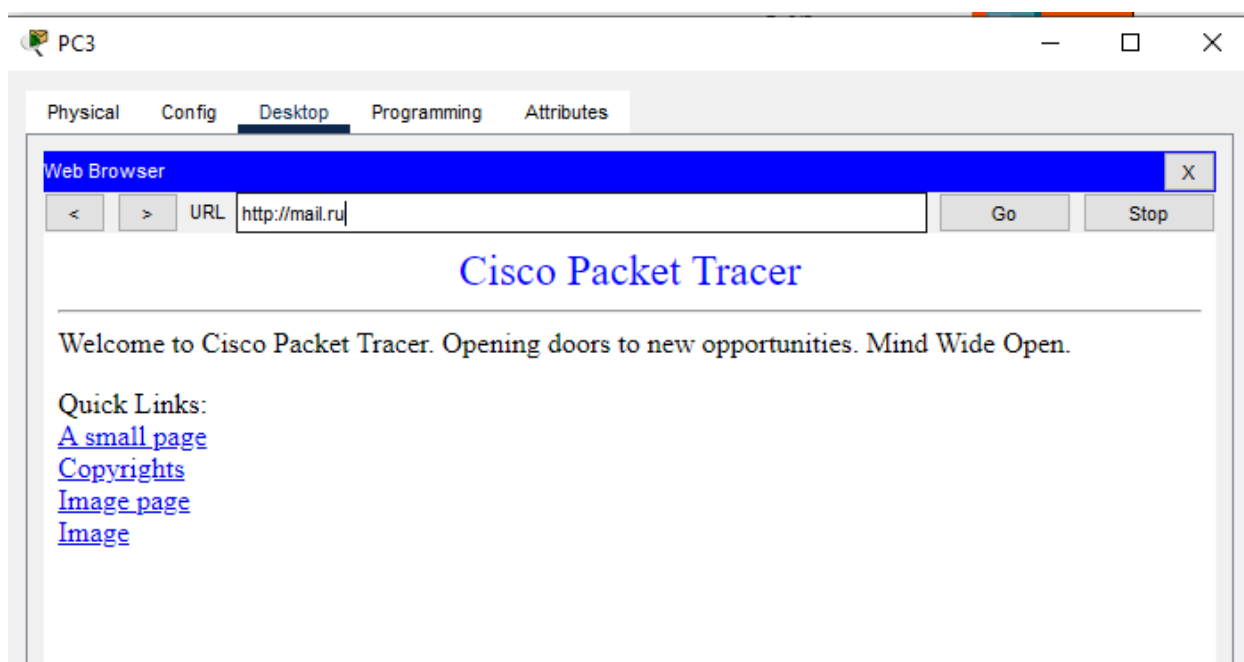 PC3
Physical Config Desktop Programming Attributes
Web Browser X
< > URL http://mail.ru Go Stop
Cisco Packet Tracer
Welcome to Cisco Packet Tracer. Opening doors to new opportunities. Mind Wide Open.
Quick Links:
A small page
Copyrights
Image page
Image